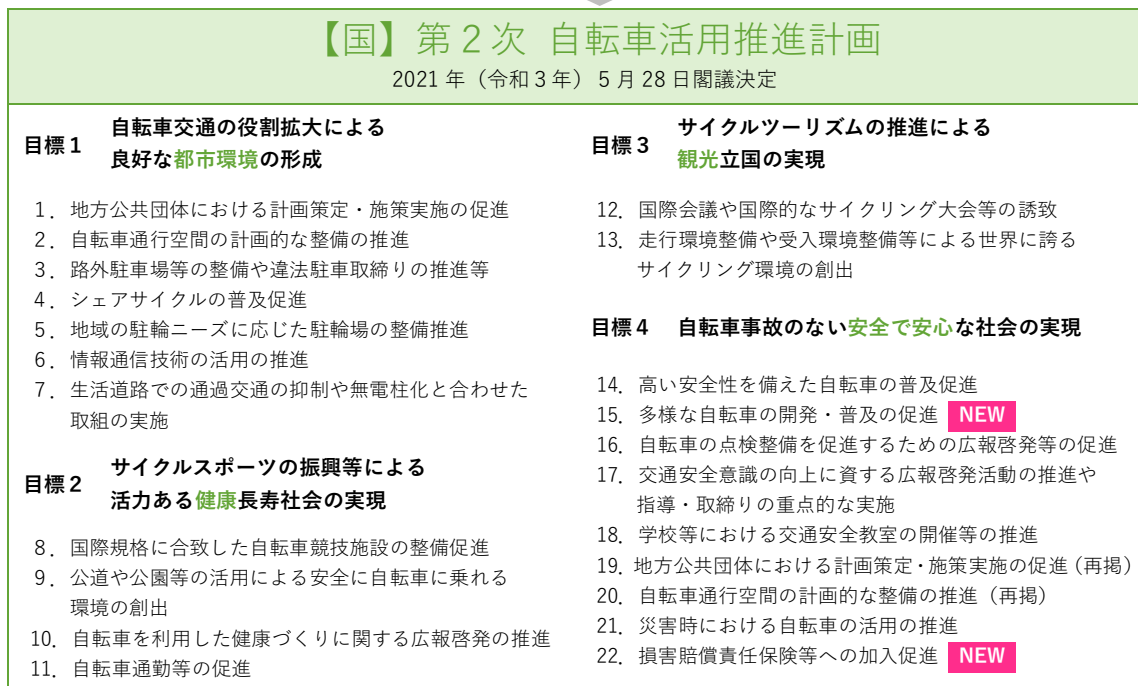 【国】第２次 自転車活用推進計画
2021 年（令和３年）５月 28 日閣議決定
目標１ 自転車交通の役割拡大による
良好な都市環境の形成
１．地方公共団体における計画策定・施策実施の促進
２．自転車通行空間の計画的な整備の推進
３．路外駐車場等の整備や違法駐車取締りの推進等
４．シェアサイクルの普及促進
５．地域の駐輪ニーズに応じた駐輪場の整備推進
６．情報通信技術の活用の推進
７．生活道路での通過交通の抑制や無電柱化と合わせた
取組の実施
目標２ サイクルスポーツの振興等による
活力ある健康長寿社会の実現
８．国際規格に合致した自転車競技施設の整備促進
９．公道や公園等の活用による安全に自転車に乗れる
環境の創出
10．自転車を利用した健康づくりに関する広報啓発の推進
11．自転車通勤等の促進
目標３ サイクルツーリズムの推進による
観光立国の実現
12．国際会議や国際的なサイクリング大会等の誘致
13．走行環境整備や受入環境整備等による世界に誇る
サイクリング環境の創出
目標４ 自転車事故のない安全で安心な社会の実現
14．高い安全性を備えた自転車の普及促進
15．多様な自転車の開発・普及の促進 NEW
16．自転車の点検整備を促進するための広報啓発等の促進
17．交通安全意識の向上に資する広報啓発活動の推進や
指導・取締りの重点的な実施
18．学校等における交通安全教室の開催等の推進
19．地方公共団体における計画策定・施策実施の促進（再掲）
20．自転車通行空間の計画的な整備の推進（再掲）
21．災害時における自転車の活用の推進
22．損害賠償責任保険等への加入促進 NEW